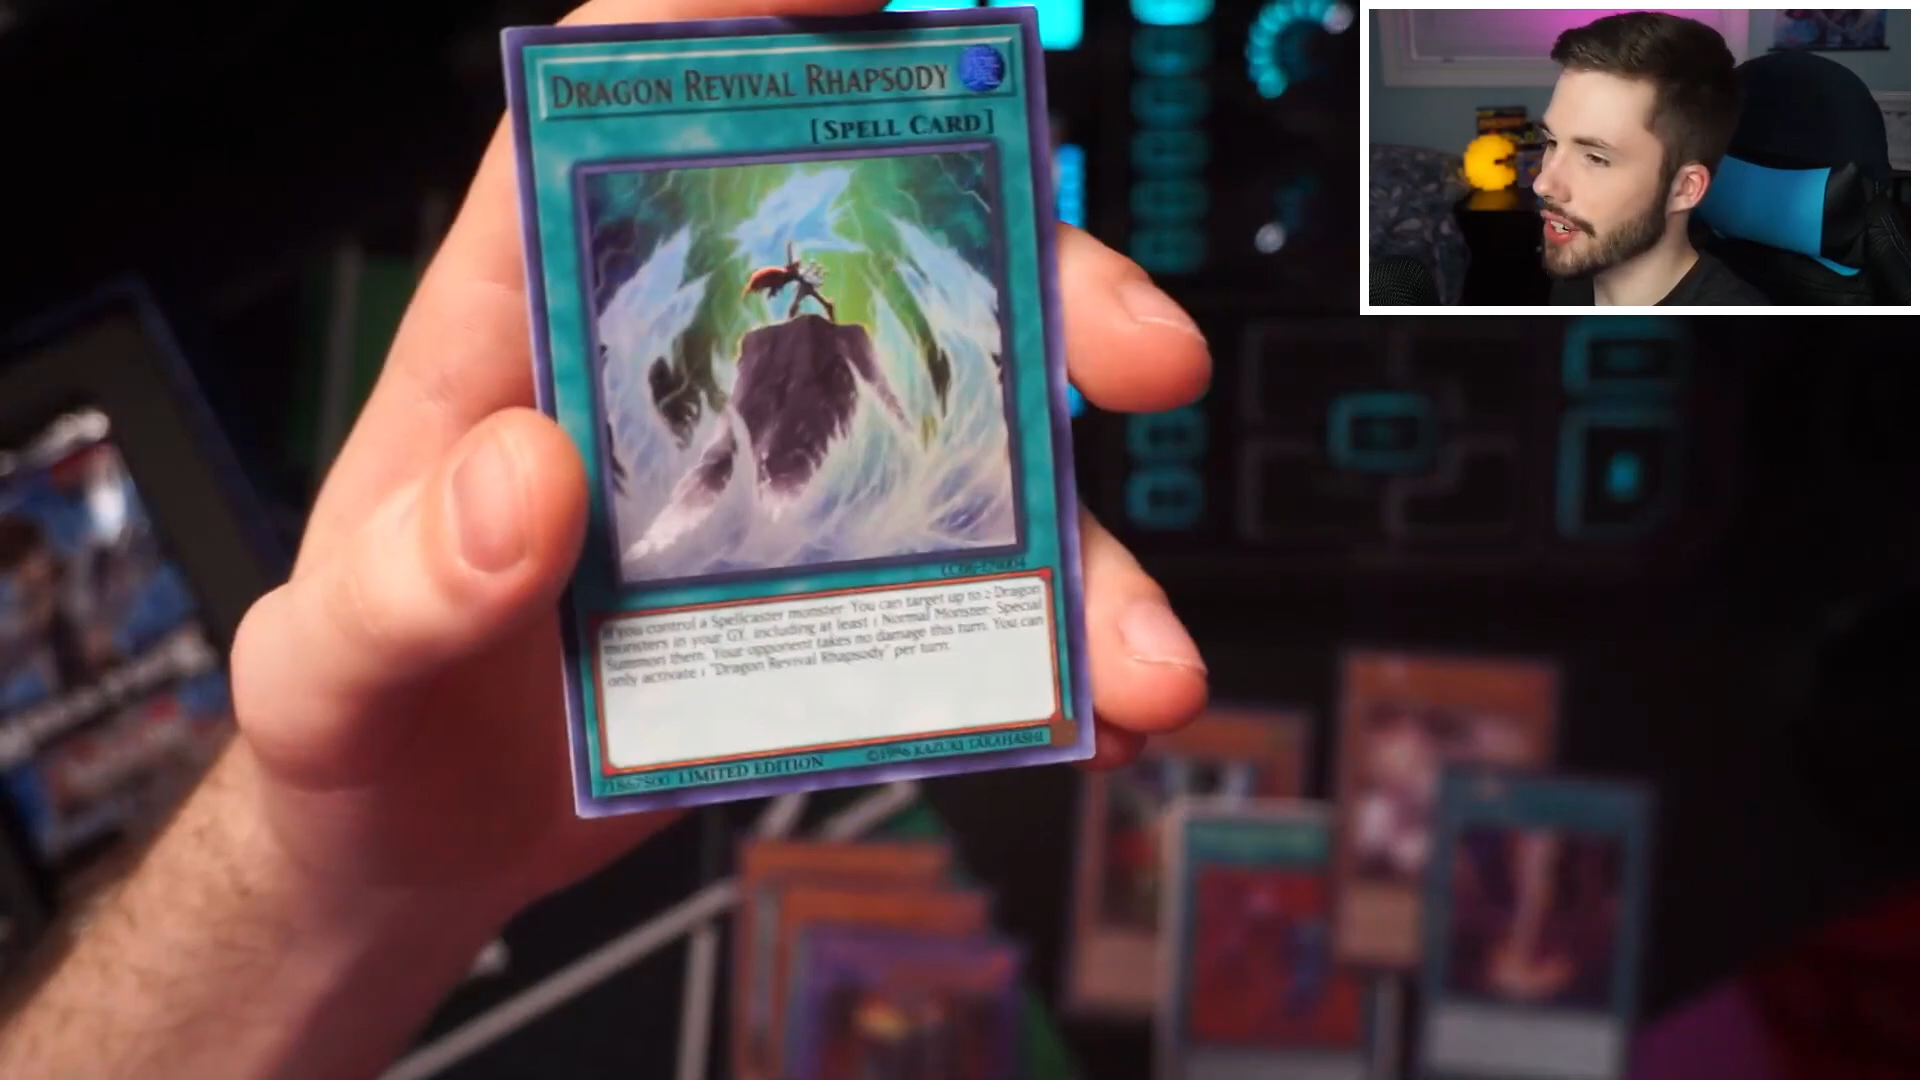 DRAGON REVIVAL RHAPSODY
[SPELL CARD]
If you control a Spellcaster monster: You can target up to 2 Dragon
monsters in your GY, including at least 1 Normal Monster; Special
Summon them. Your opponent takes no damage this turn. You can
only activate 1 "Dragon Revival Rhapsody" per turn.
LIMITED EDITION
©1996 KAZUKI TAKAHASHI